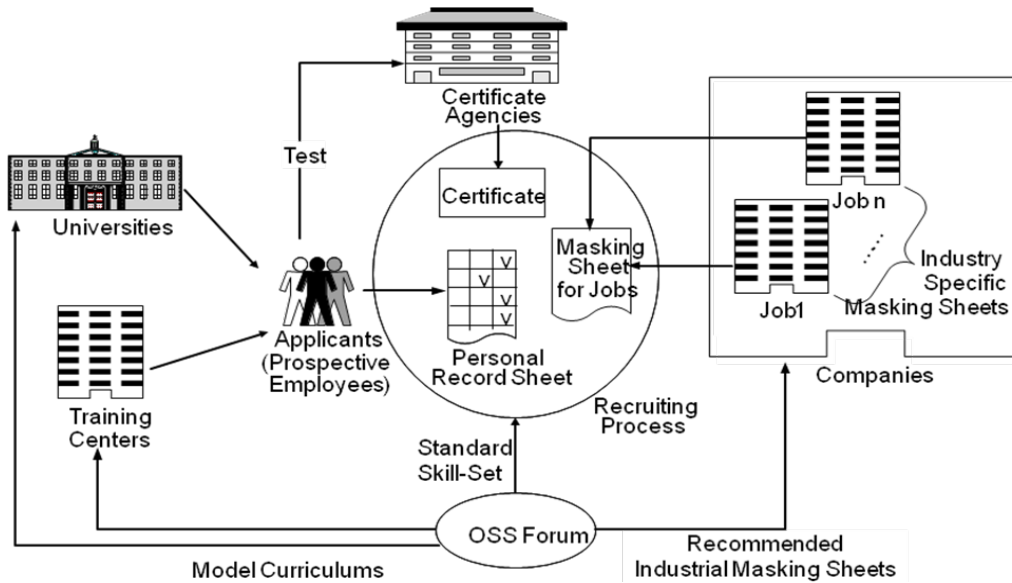 Certificate
Agencies
Test
Universities
Certificate
Job n
Masking
Sheet
for Jobs
Industry
Specific
Masking Sheets
Job1
V
V
V
V
Applicants
(Prospective
Employees)
Personal
Record Sheet
Companies
Training
Centers
Recruiting
Process
Standard
Skill-Set
OSS Forum
Model Curriculums
Recommended
Industrial Masking Sheets